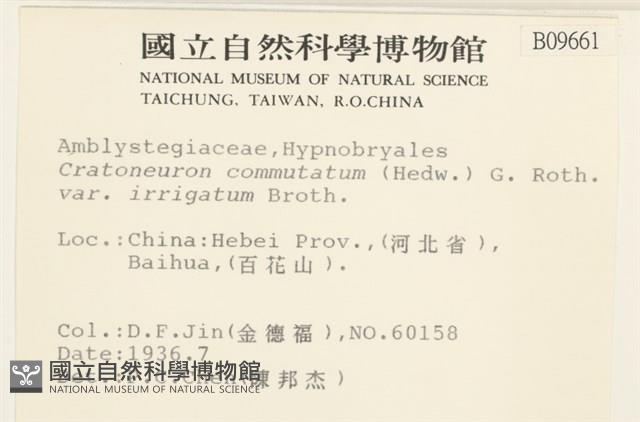 國立自然科學博物館
B09661
NATIONAL MUSEUM OF NATURAL SCIENCE
TAICHUNG, TAIWAN, R.O.CHINA
Amblystegiaceae,Hypnobryales
Cratoneuron commutatum (Hedw.) G. Roth.
var. irrigatum Broth.
Loc.:China:Hebei Prov.,(河北省),
Baihua,(百花山).
Col.:D.F.Jin(金德福),NO.60158
Date:1936.7
陳邦杰)
國立自然科學博物館
NATIONAL MUSEUM OF NATURAL SCIENCE